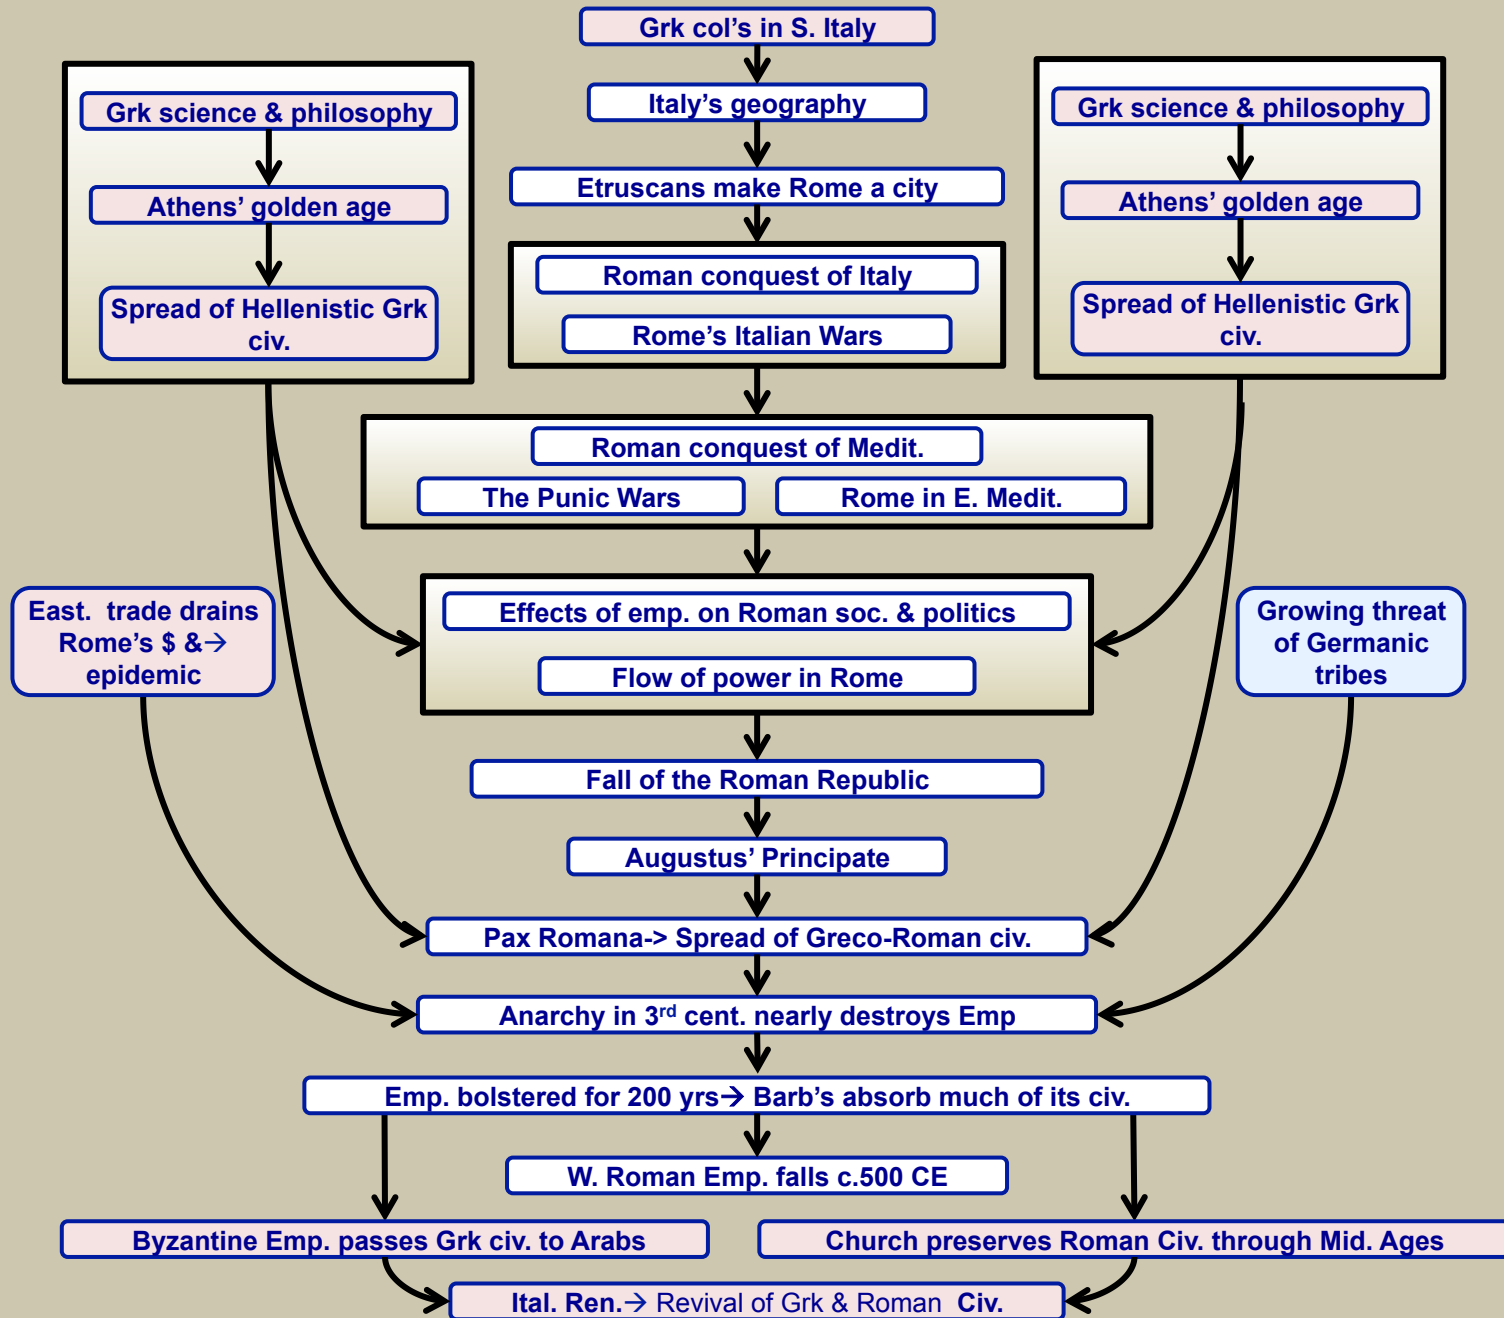 Grk col's in S. Italy
Grk science & philosophy
Athens’ golden age
Spread of Hellenistic Grk
civ.
Italy’s geography
Etruscans make Rome a city
Roman conquest of Italy
Rome’s Italian Wars
Grk science & philosophy
Athens’ golden age
Spread of Hellenistic Grk
civ.
Roman conquest of Medit.
The Punic Wars
Rome in E. Medit.
East.  trade drains
Rome’s $ &→
epidemic
Effects of emp. on Roman soc. & politics
Flow of power in Rome
Growing threat
of Germanic
tribes
Fall of the Roman Republic
Augustus’ Principate
Pax Romana-> Spread of Greco-Roman civ.
Anarchy in 3rd cent. nearly destroys Emp
Emp. bolstered for 200 yrs→ Barb’s absorb much of its civ.
W. Roman Emp. falls c.500 CE
Byzantine Emp. passes Grk civ. to Arabs
Church preserves Roman Civ. through Mid. Ages
Ital. Ren.→ Revival of Grk & Roman  Civ.